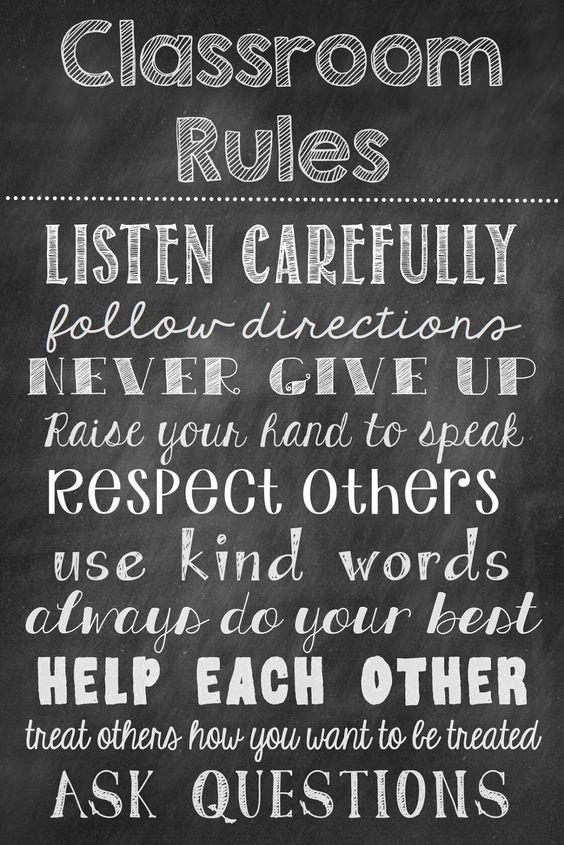 Classroom
Rules
LISTEN CAREFULLY
follow directions
NEVER GIVE UP
Raise your hand to speak
Respect Others
use kind words
always do your best
HELP EACH OTHER
treat others how you want to be treated
ASK QUESTIONS